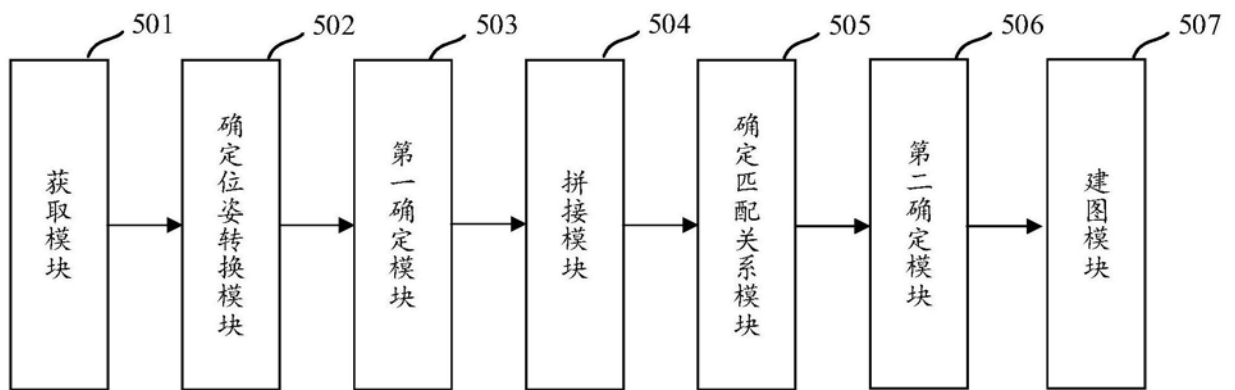 501
502
503
504
505
506
507
获取模块
确定位姿转换模块
第一确定模块
拼接模块
确定匹配关系模块
第二确定模块
建图模块